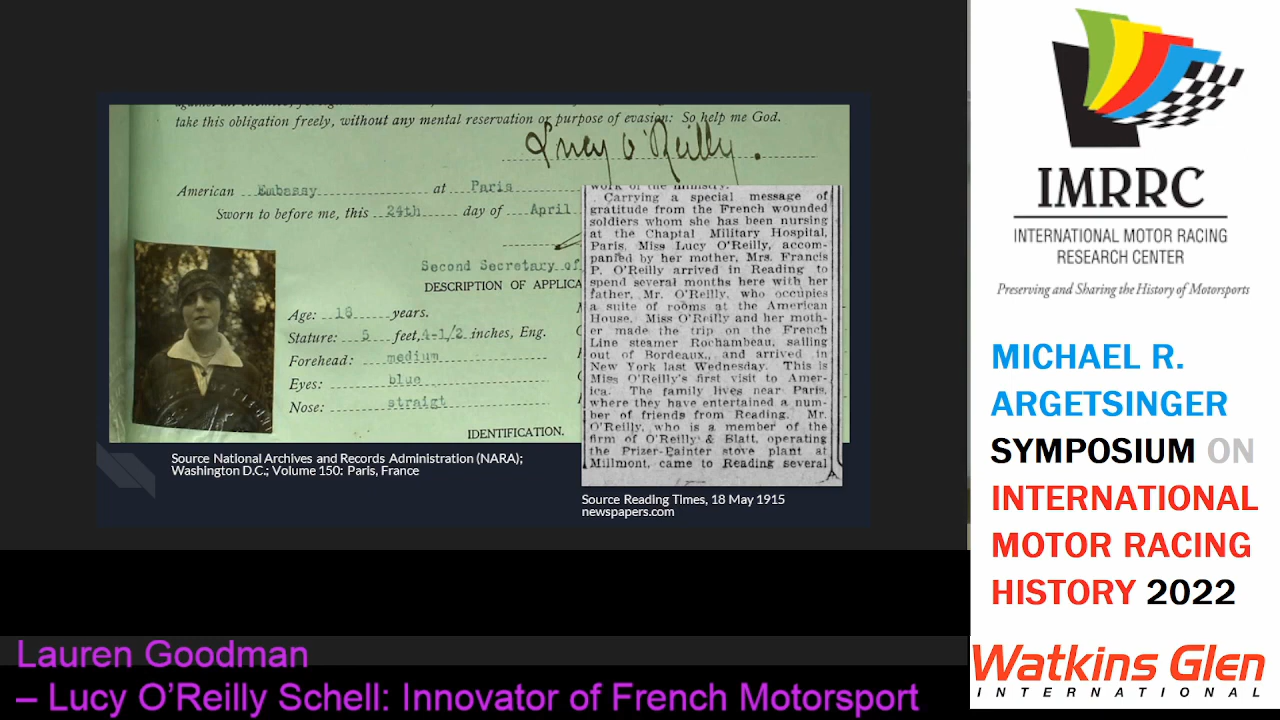 take this obligation freely, without any mental reservation or purpose of evasion: So help me God.
Lucy O'Reilly.
American Embassy at Paris
Sworn to before me, this 24th day of April
Second Secretary of
DESCRIPTION OF APPLICA
Age: 18 years.
Stature: 5 feet, 4-1/2 inches, Eng.
Forehead: medium
Eyes: blue
Nose: straigt
IDENTIFICATION.
work of the ministry.
Carrying a special message of
gratitude from the French wounded
soldiers whom she has been nursing
at the Chaptal Military Hospital,
Paris, Miss Lucy O'Reilly, accom-
panied by her mother, Mrs. Francis
P. O'Reilly arrived in Reading to
spend several months here with her
father, Mr. O'Reilly, who occupies
a suite of rooms at the American
House. Miss O'Reilly and her moth-
er made the trip on the French
Line steamer Rochambeau, sailing
out of Bordeaux, and arrived in
New York last Wednesday. This is
Miss O'Reilly's first visit to Amer-
ica. The family lives near Paris,
where they have entertained a num-
ber of friends from Reading. Mr.
O'Reilly, who is a member of the
firm of O'Reilly & Blatt, operating
the Prizer-Painter stove plant at
Millmont, came to Reading several
Source National Archives and Records Administration (NARA);
Washington D.C.; Volume 150: Paris, France
Source Reading Times, 18 May 1915
newspapers.com
IMRRC
INTERNATIONAL MOTOR RACING
RESEARCH CENTER
Preserving and Sharing the History of Motorsports
MICHAEL R.
ARGETSINGER
SYMPOSIUM ON
INTERNATIONAL
MOTOR RACING
HISTORY 2022
Watkins Glen
INTERNATIONAL
Lauren Goodman
– Lucy O'Reilly Schell: Innovator of French Motorsport